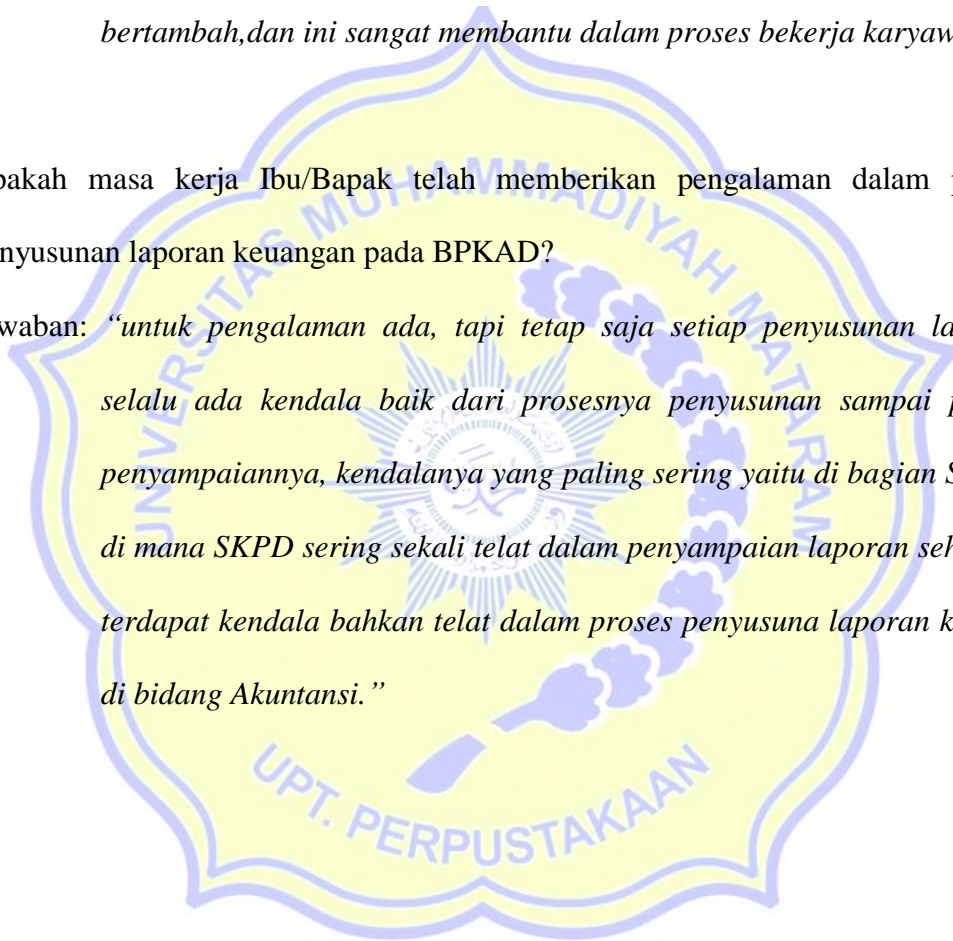 bertambah,dan ini sangat membantu dalam proses bekerja karyaw
pakah masa kerja Ibu/Bapak telah memberikan pengalaman dalam p
nyusunan laporan keuangan pada BPKAD?
waban: “untuk pengalaman ada, tapi tetap saja setiap penyusunan la
selalu ada kendala baik dari prosesnya penyusunan sampai p
penyampaiannya, kendalanya yang paling sering yaitu di bagian S
di mana SKPD sering sekali telat dalam penyampaian laporan seh
terdapat kendala bahkan telat dalam proses penyusuna laporan k
di bidang Akuntansi.”
UNIVERSITAS MUHAMMADIYAH MATARAM
UPT. PERPUSTAKAAN